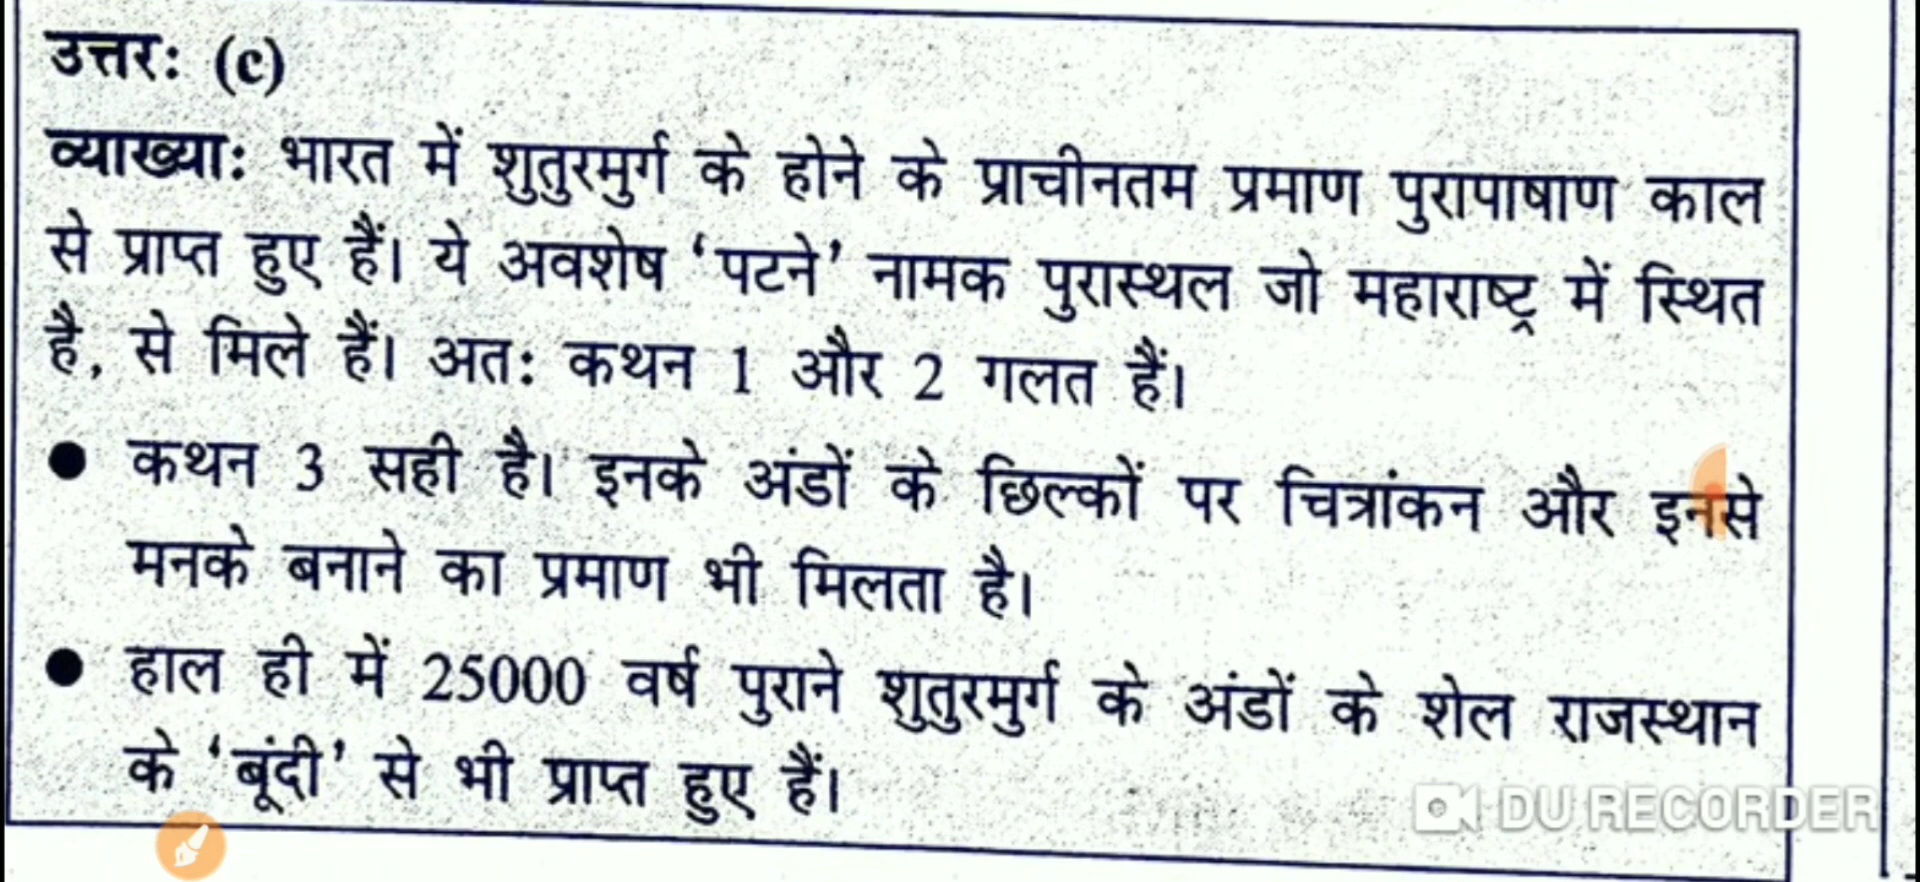 उत्तरः (c)
व्याख्याः भारत में शुतुरमुर्ग के होने के प्राचीनतम प्रमाण पुरापाषाण काल
से प्राप्त हुए हैं। ये अवशेष ‘पटने’ नामक पुरास्थल जो महाराष्ट्र में स्थित
है, से मिले हैं। अतः कथन 1 और 2 गलत हैं।
● कथन 3 सही है। इनके अंडों के छिल्कों पर चित्रांकन और इनसे
मनके बनाने का प्रमाण भी मिलता है।
● हाल ही में 25000 वर्ष पुराने शुतुरमुर्ग के अंडों के शेल राजस्थान
के ‘बूंदी’ से भी प्राप्त हुए हैं।
DU RECORDER